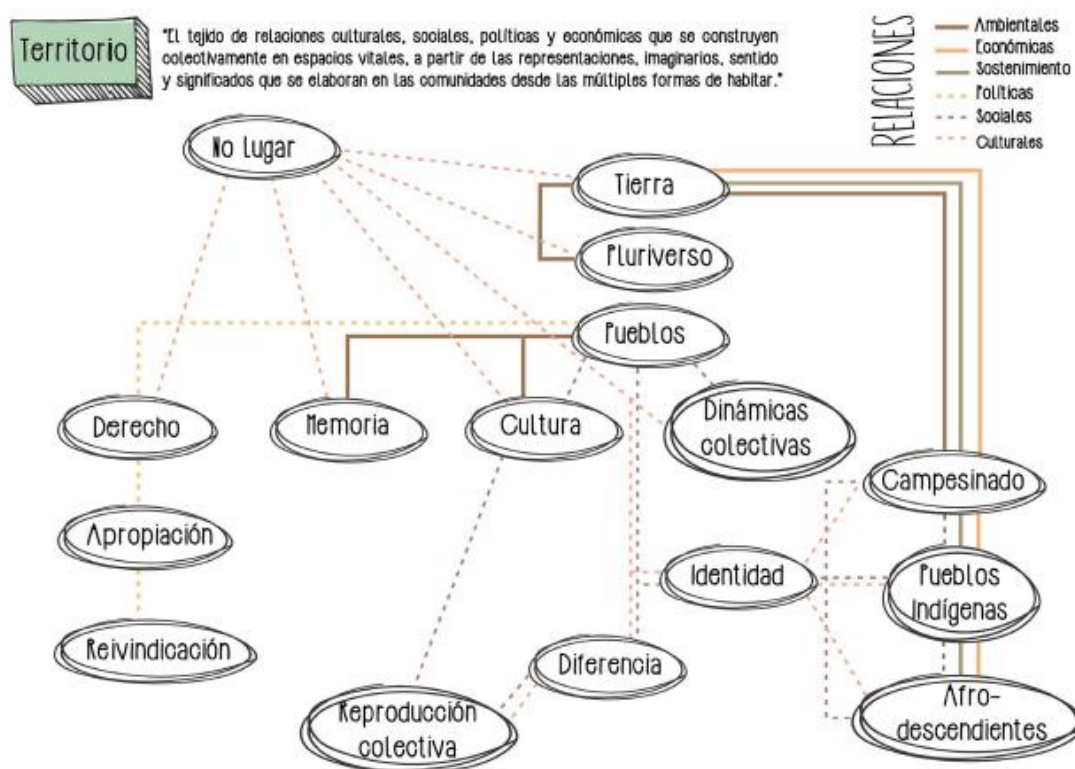 Territorio
"El tejido de relaciones culturales, sociales, políticas y económicas que se construyen
colectivamente en espacios vitales, a partir de las representaciones, imaginarios, sentido
y significados que se elaboran en las comunidades desde las múltiples formas de habitar."
RELACIONES
Ambientales
Económicas
Sostenimiento
Políticas
Sociales
Culturales
No lugar
Tierra
Pluriverso
Pueblos
Derecho
Memoria
Cultura
Dinámicas
colectivas
Campesinado
Apropiación
Identidad
Pueblos
Indígenas
Reivindicación
Diferencia
Reproducción
colectiva
Afro-
descendientes